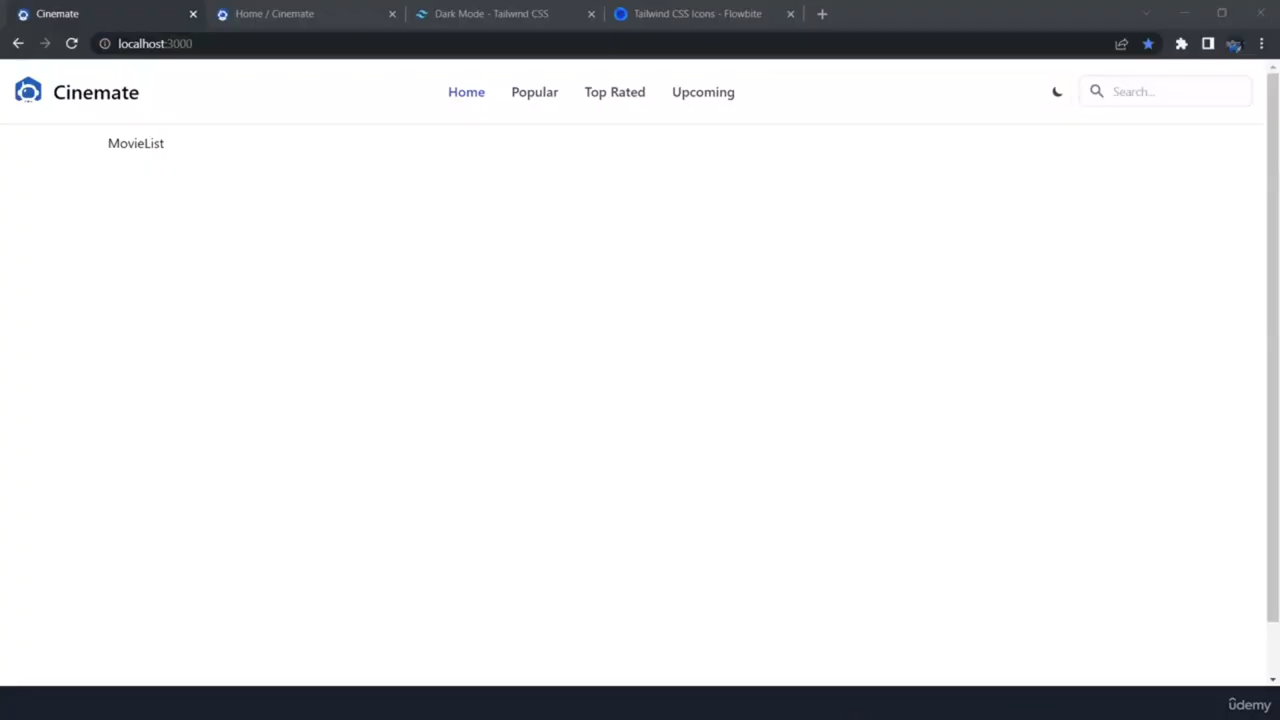 Cinemate
Home / Cinemate
Dark Mode - Tailwind CSS
Tailwind CSS Icons - Flowbite
localhost:3000
Cinemate
Home
Popular
Top Rated
Upcoming
Search...
MovieList
ûdemy